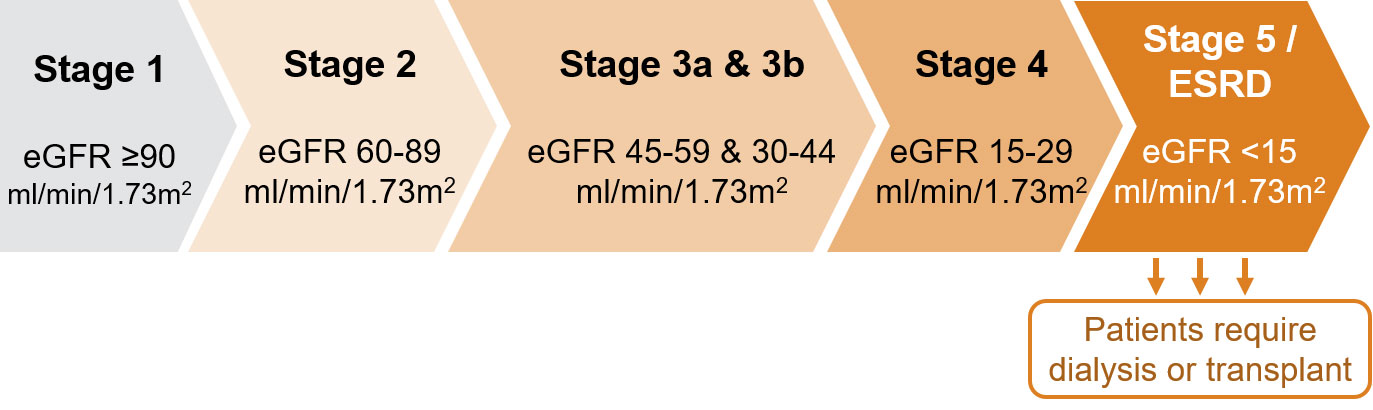 Stage 1
eGFR ≥90
ml/min/1.73m²
Stage 2
eGFR 60-89
ml/min/1.73m²
Stage 3a & 3b
eGFR 45-59 & 30-44
ml/min/1.73m²
Stage 4
eGFR 15-29
ml/min/1.73m²
Stage 5 /
ESRD
eGFR <15
ml/min/1.73m²
Patients require
dialysis or transplant